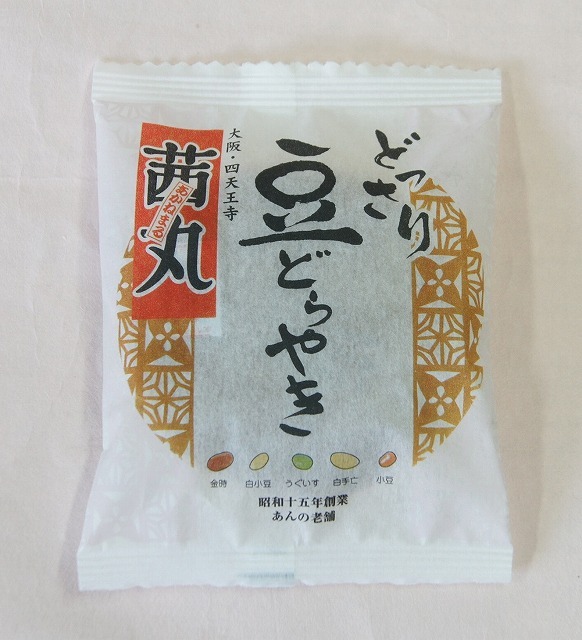 どっさり
豆どらやき
大阪・四天王寺
茜丸
あかねまる
金時 白小豆 うぐいす 白手亡 小豆
昭和十五年創業
あんの老舗